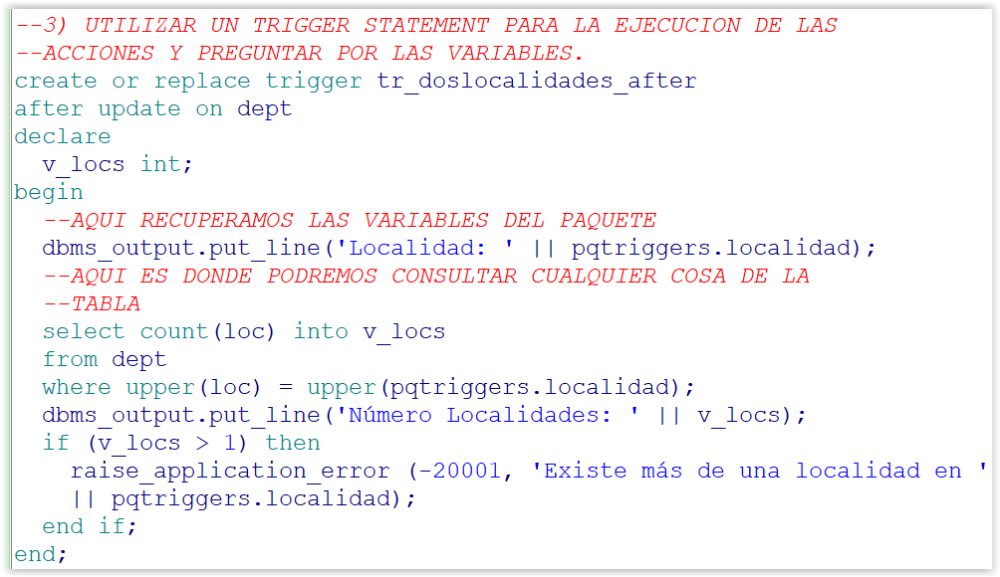 --3) UTILIZAR UN TRIGGER STATEMENT PARA LA EJECUCION DE LAS
--ACCIONES Y PREGUNTAR POR LAS VARIABLES.
create or replace trigger tr_doslocalidades_after
after update on dept
declare
  v_locs int;
begin
  --AQUI RECUPERAMOS LAS VARIABLES DEL PAQUETE
  dbms_output.put_line('Localidad: ' || pqtriggers.localidad);
  --AQUI ES DONDE PODREMOS CONSULTAR CUALQUIER COSA DE LA
  --TABLA
  select count(loc) into v_locs
  from dept
  where upper(loc) = upper(pqtriggers.localidad);
  dbms_output.put_line('Número Localidades: ' || v_locs);
  if (v_locs > 1) then
    raise_application_error (-20001, 'Existe más de una localidad en '
    || pqtriggers.localidad);
  end if;
end;